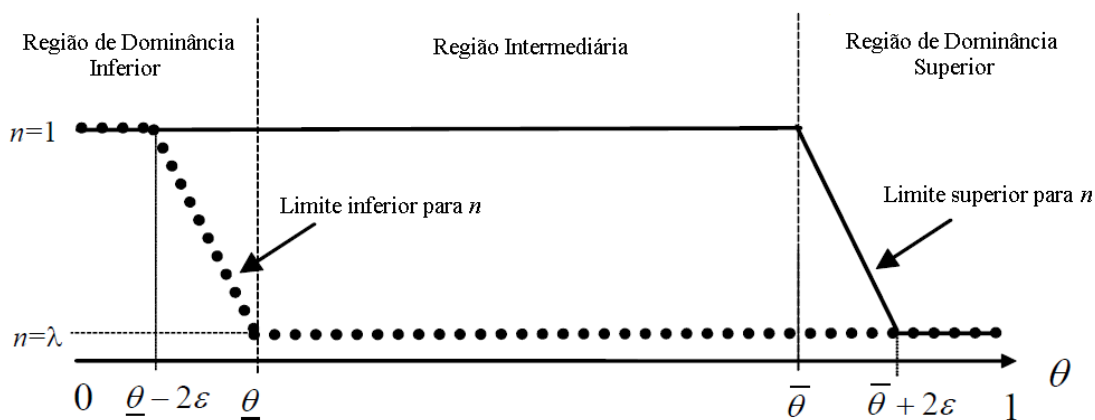 Região de Dominância
Inferior
Região Intermediária
Região de Dominância
Superior
n=1
Limite inferior para n
Limite superior para n
n=λ
0
θ̲ − 2ε
θ̲
θ̅
θ̅ + 2ε
1
θ